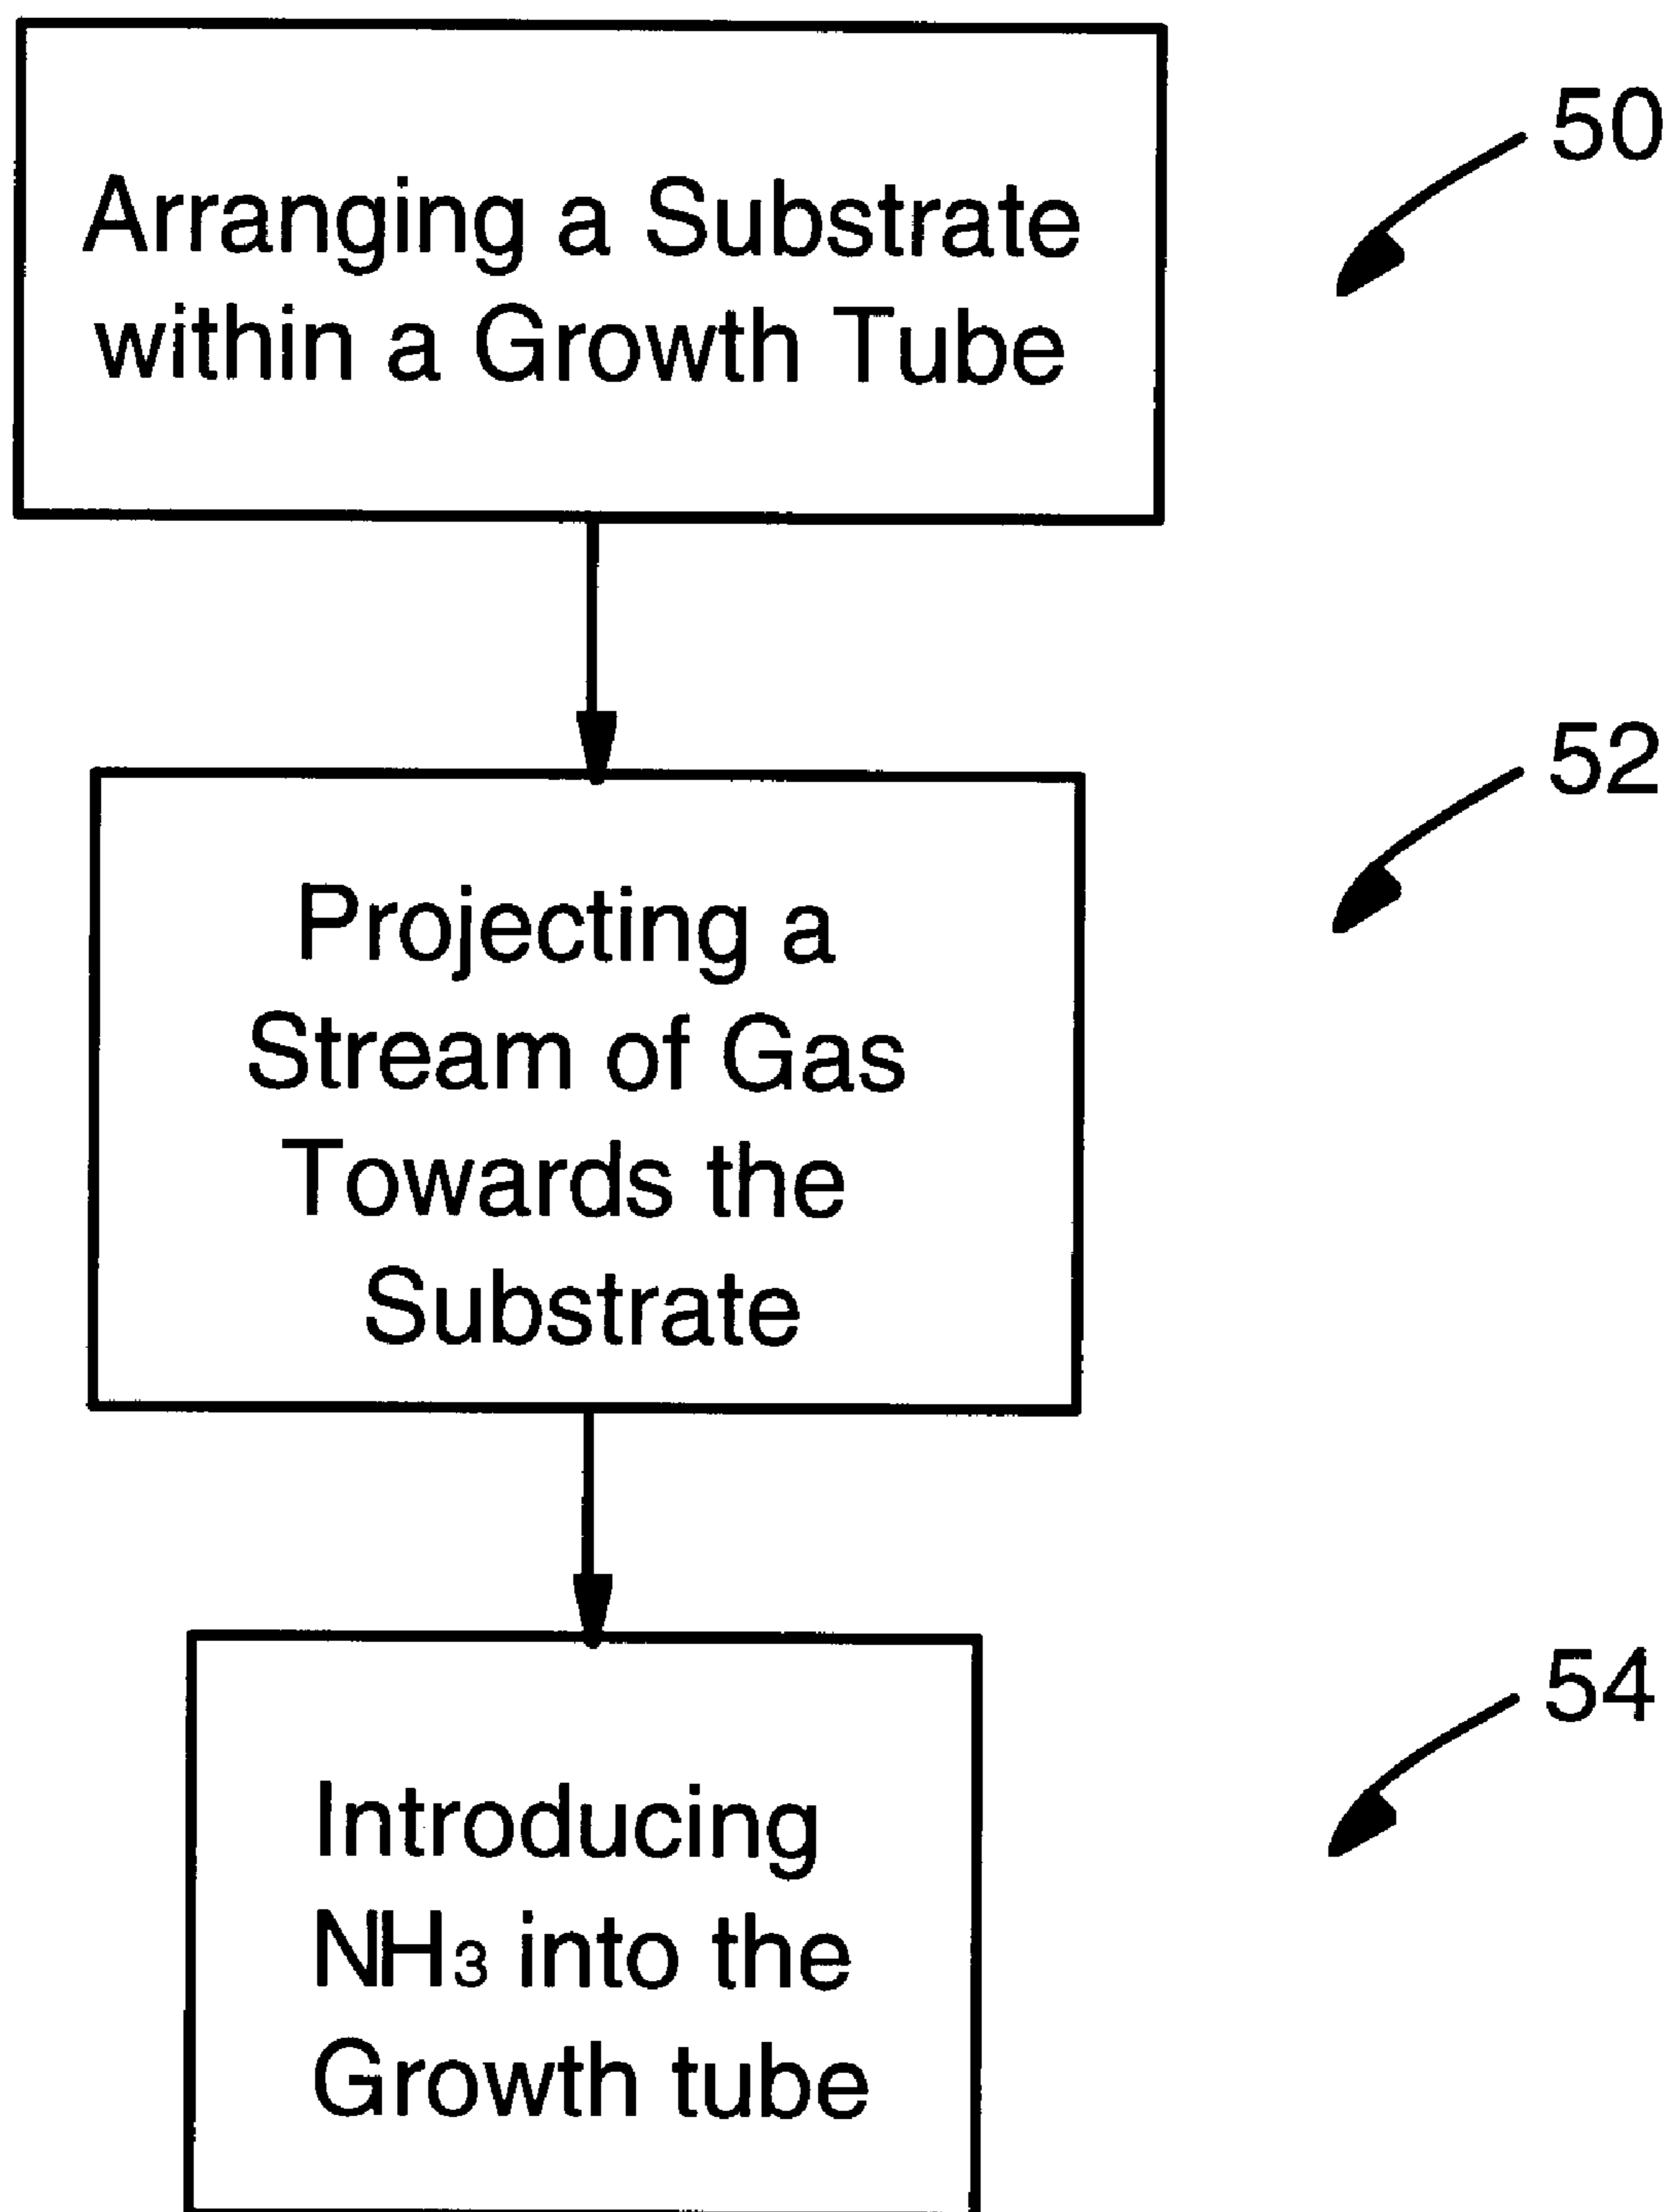 Arranging a Substrate
within a Growth Tube
50
Projecting a
Stream of Gas
Towards the
Substrate
52
Introducing
NH₃ into the
Growth tube
54